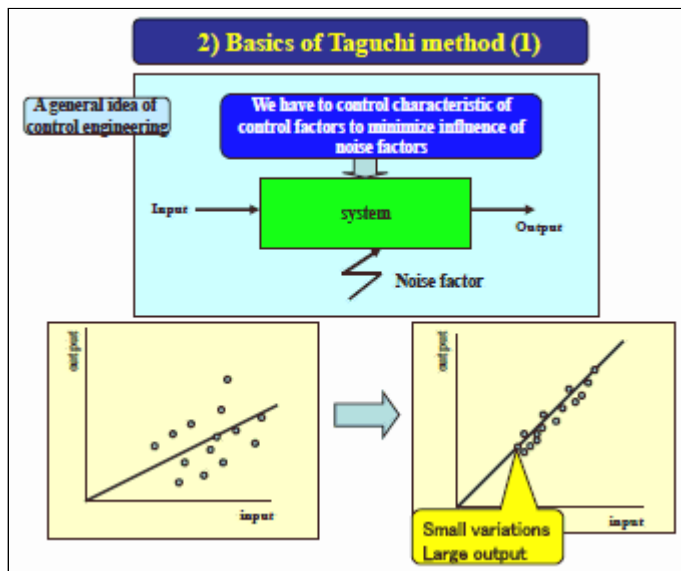 2) Basics of Taguchi method (1)
A general idea of
control engineering
We have to control characteristic of
control factors to minimize influence of
noise factors
Input
system
Output
Noise factor
output
input
output
input
Small variations
Large output